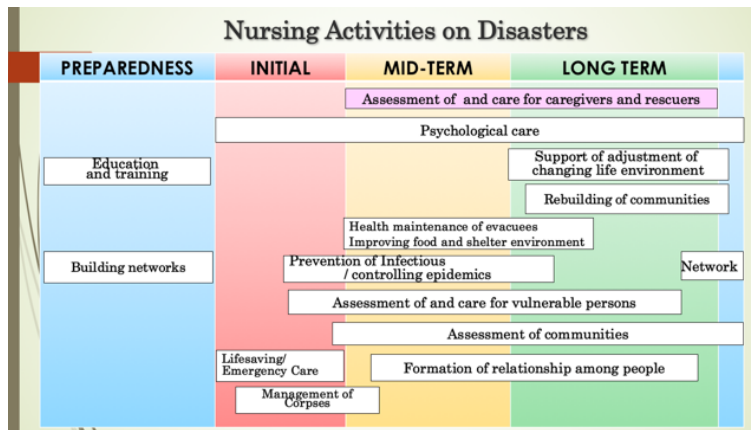 Nursing Activities on Disasters
PREPAREDNESS
INITIAL
MID-TERM
LONG TERM
Assessment of and care for caregivers and rescuers
Psychological care
Education
and training
Support of adjustment of
changing life environment
Rebuilding of communities
Health maintenance of evacuees
Improving food and shelter environment
Building networks
Prevention of Infectious
/ controlling epidemics
Network
Assessment of and care for vulnerable persons
Assessment of communities
Lifesaving/
Emergency Care
Formation of relationship among people
Management of
Corpses